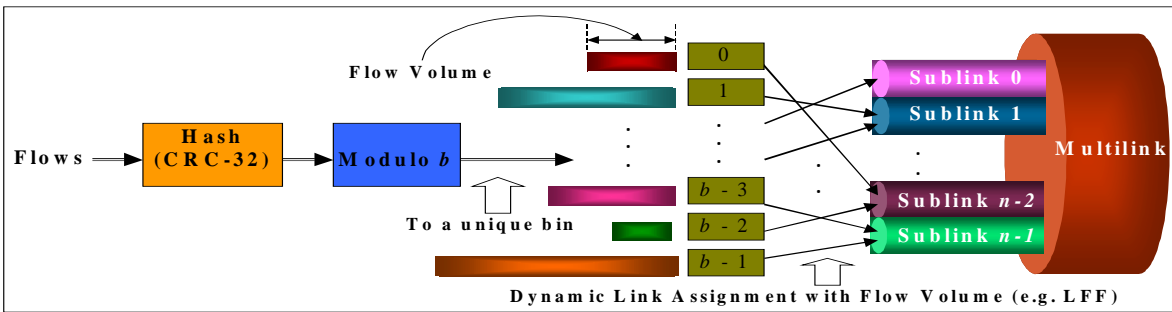 Flow Volume
Flows
Hash
(CRC-32)
Modulo b
To a unique bin
0
1
b - 3
b - 2
b - 1
Sublink 0
Sublink 1
Sublink n-2
Sublink n-1
Multilink
Dynamic Link Assignment with Flow Volume (e.g. LFF)